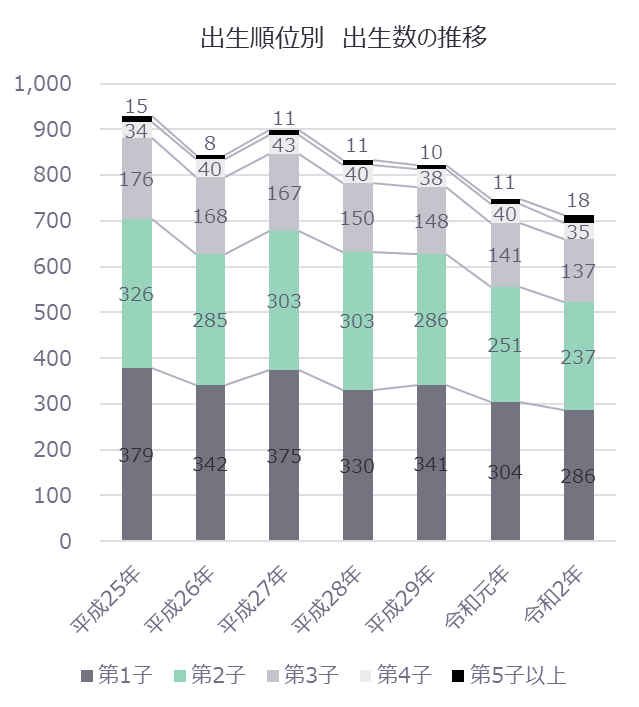 出生順位別　出生数の推移
1,000
900
800
700
600
500
400
300
200
100
0
15 8 11 11 10 11 18
34 40 43 40 38 40 35
176 168 167 150 148 141 137
326 285 303 303 286 251 237
379 342 375 330 341 304 286
平成25年 平成26年 平成27年 平成28年 平成29年 令和元年 令和2年
第1子 第2子 第3子 第4子 第5子以上